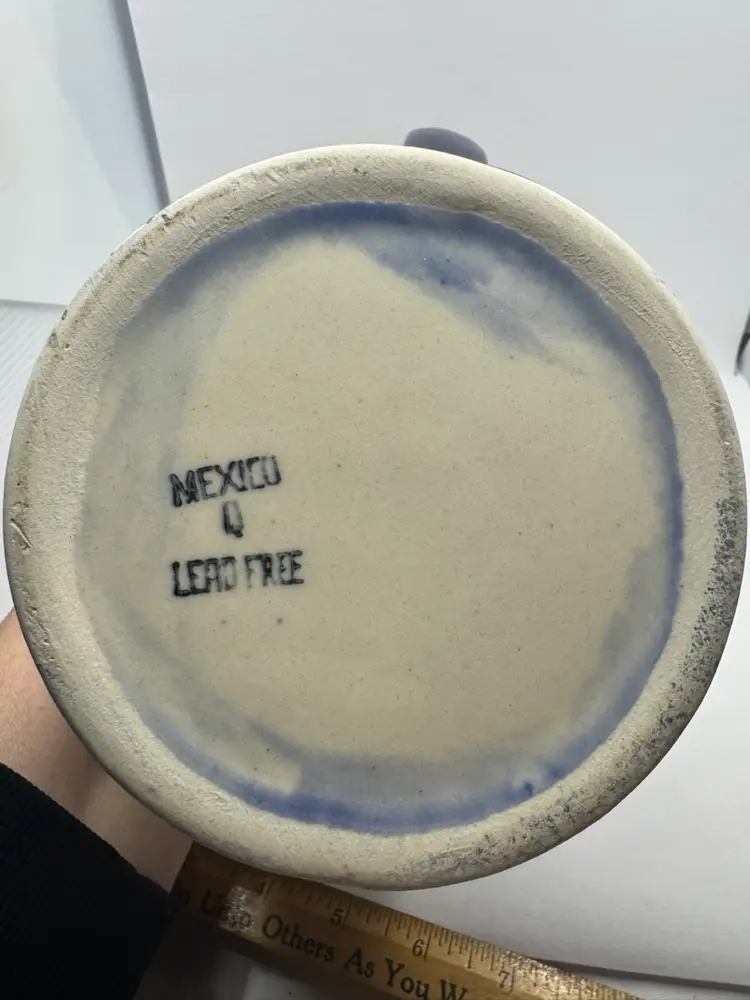 MEXICO
Q
LEAD FREE
4 5 6 7
Unto Others As You W